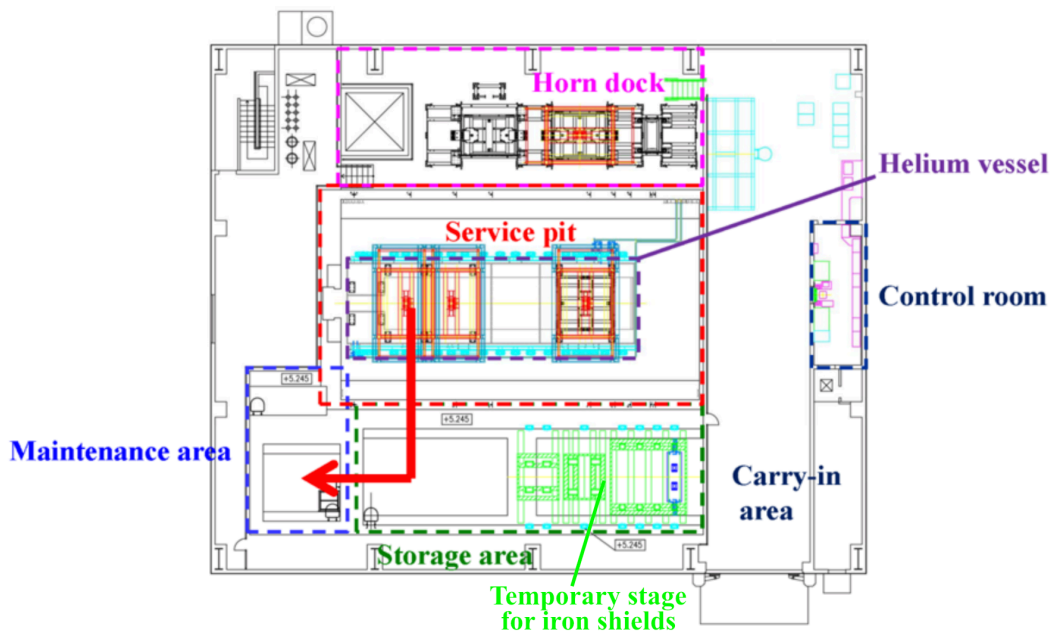 Horn dock
Helium vessel
Service pit
Control room
+5.245
+5.245
Maintenance area
Carry-in
area
Storage area
+5.245
Temporary stage
for iron shields